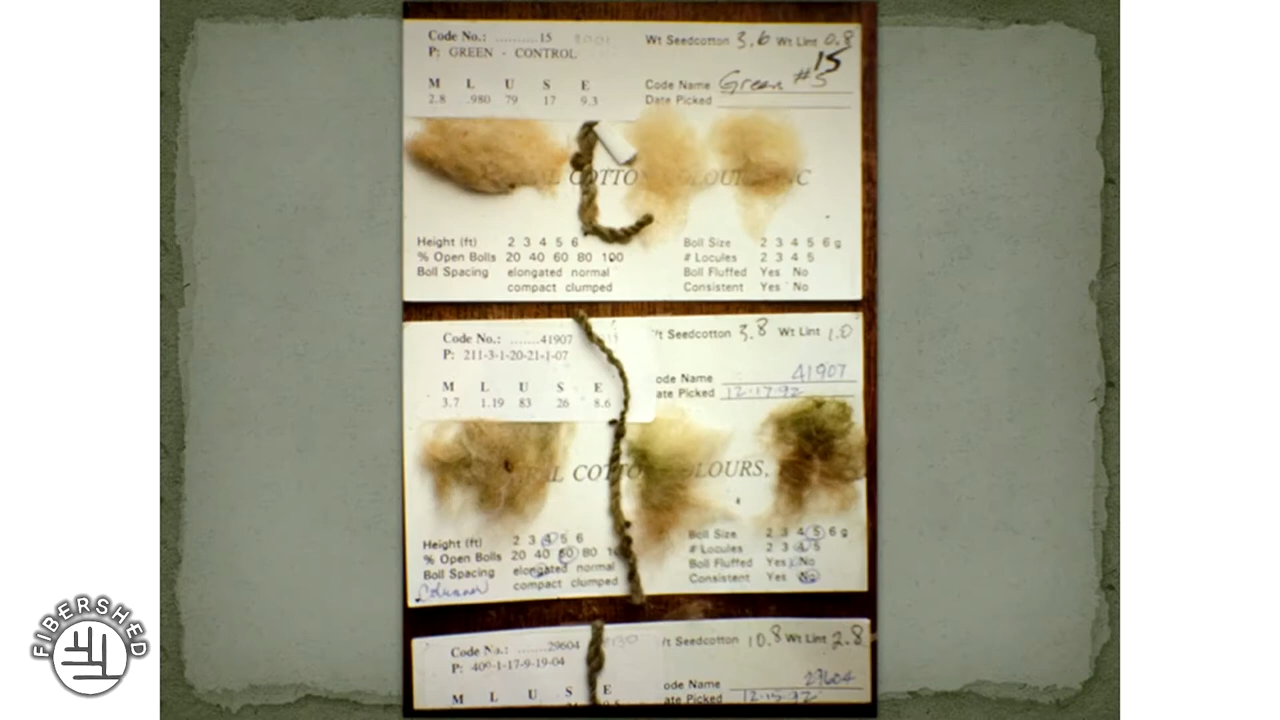 Code No.: ..........15
Wt Seedcotton 3.6 Wt Lint 0.8
P: GREEN - CONTROL
15
M L U S E
Code Name Green #5
2.8 .980 79 17 9.3
Date Picked
COTTO
Height (ft) 2 3 4 5 6
Boll Size 2 3 4 5 6 g
% Open Bolls 20 40 60 80 100
# Locules 2 3 4 5
Boll Spacing elongated normal
Boll Fluffed Yes No
compact clumped
Consistent Yes No
Code No.: .......41907
Wt Seedcotton 3.8 Wt Lint 1.0
P: 211-3-1-20-21-1-07
M L U S E
ode Name 41907
3.7 1.19 83 26 8.6
ate Picked 12-17-92
L COTTO LOURS,
Height (ft) 2 3 4 5 6
Boll Size 2 3 4 5 6 g
% Open Bolls 20 40 60 80
# Locules 2 3 4 5
Boll Spacing elongated normal
Boll Fluffed Yes No
compact clumped
Consistent Yes No
Columnar
Code No.: .......29604
Seedcotton 10.8 Wt Lint 2.8
P: 406-1-17-9-19-04
M L U S E
ode Name 29604
ate Picked 12-15-92
FIBERSHED